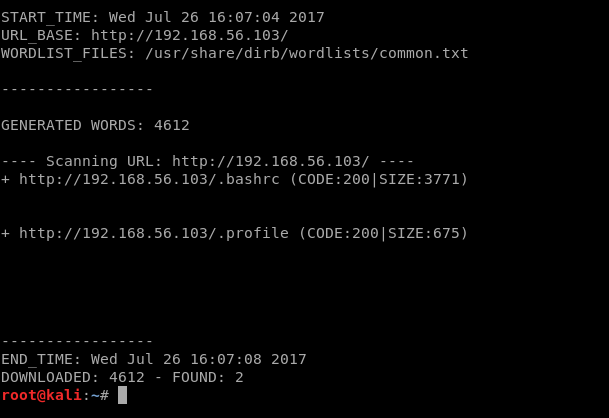 START_TIME: Wed Jul 26 16:07:04 2017
URL_BASE: http://192.168.56.103/
WORDLIST_FILES: /usr/share/dirb/wordlists/common.txt
-----------------
GENERATED WORDS: 4612
---- Scanning URL: http://192.168.56.103/ ----
+ http://192.168.56.103/.bashrc (CODE:200|SIZE:3771)
+ http://192.168.56.103/.profile (CODE:200|SIZE:675)
-----------------
END_TIME: Wed Jul 26 16:07:08 2017
DOWNLOADED: 4612 - FOUND: 2
root@kali:~#